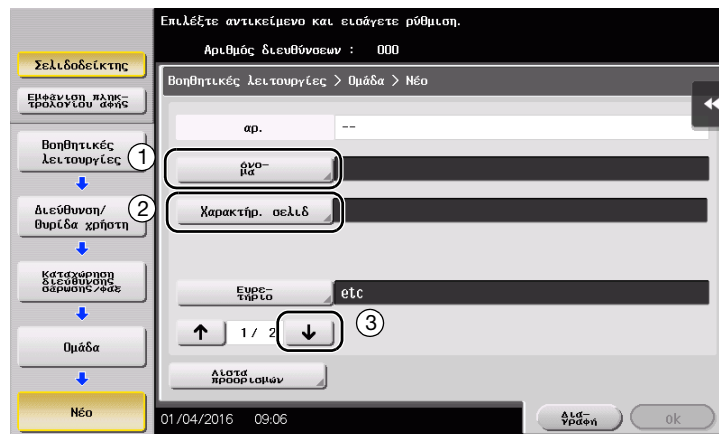 Επιλέξτε αντικείμενο και εισάγετε ρύθμιση.
Αριθμός διευθύνσεων : 000
Σελιδοδείκτης
Εμφάνιση πληκ-
τρολογίου αφής
Βοηθητικές
λειτουργίες
Διεύθυνση/
θυρίδα χρήστη
Καταχώρηση
διεύθυνσης
σάρωσης/φαξ
Ομάδα
Νέο
Βοηθητικές λειτουργίες > Ομάδα > Νέο
αρ. --
1
όνο-
μα
2
Χαρακτήρ. σελιδ
Ευρε-
τήριο
etc
1/ 2
3
Λίστα
προορισμών
01/04/2016 09:06
Δια-
γραφή
ok